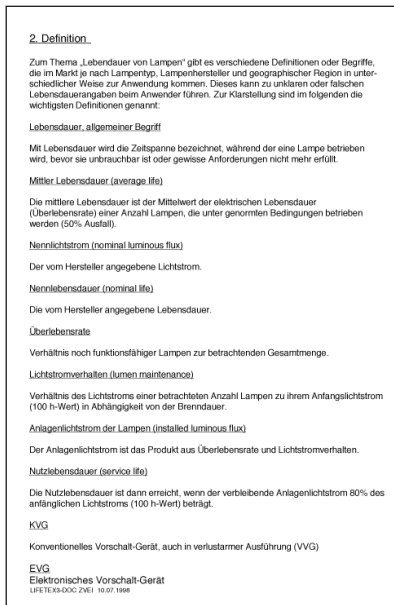 2. Definition
Zum Thema „Lebendauer von Lampen" gibt es verschiedene Definitionen oder Begriffe,
die im Markt je nach Lampentyp, Lampenhersteller und geographischer Region in unter-
schiedlicher Weise zur Anwendung kommen. Dieses kann zu unklaren oder falschen
Lebensdauerangaben beim Anwender führen. Zur Klarstellung sind im folgenden die
wichtigsten Definitionen genannt:
Lebensdauer, allgemeiner Begriff
Mit Lebensdauer wird die Zeitspanne bezeichnet, während der eine Lampe betrieben
wird, bevor sie unbrauchbar ist oder gewisse Anforderungen nicht mehr erfüllt.
Mittler Lebensdauer (average life)
Die mittlere Lebensdauer ist der Mittelwert der elektrischen Lebensdauer
(Überlebensrate) einer Anzahl Lampen, die unter genormten Bedingungen betrieben
werden (50% Ausfall).
Nennlichtstrom (nominal luminous flux)
Der vom Hersteller angegebene Lichtstrom.
Nennlebensdauer (nominal life)
Die vom Hersteller angegebene Lebensdauer.
Überlebensrate
Verhältnis noch funktionsfähiger Lampen zur betrachtenden Gesamtmenge.
Lichtstromverhalten (lumen maintenance)
Verhältnis des Lichtstroms einer betrachteten Anzahl Lampen zu ihrem Anfangslichtstrom
(100 h-Wert) in Abhängigkeit von der Brenndauer.
Anlagenlichtstrom der Lampen (installed luminous flux)
Der Anlagenlichtstrom ist das Produkt aus Überlebensrate und Lichtstromverhalten.
Nutzlebensdauer (service life)
Die Nutzlebensdauer ist dann erreicht, wenn der verbleibende Anlagenlichtstrom 80% des
anfänglichen Lichtstroms (100 h-Wert) beträgt.
KVG
Konventionelles Vorschalt-Gerät, auch in verlustarmer Ausführung (VVG)
EVG
Elektronisches Vorschalt-Gerät
LIFETEXS-DOC ZVEI 10.07.1998